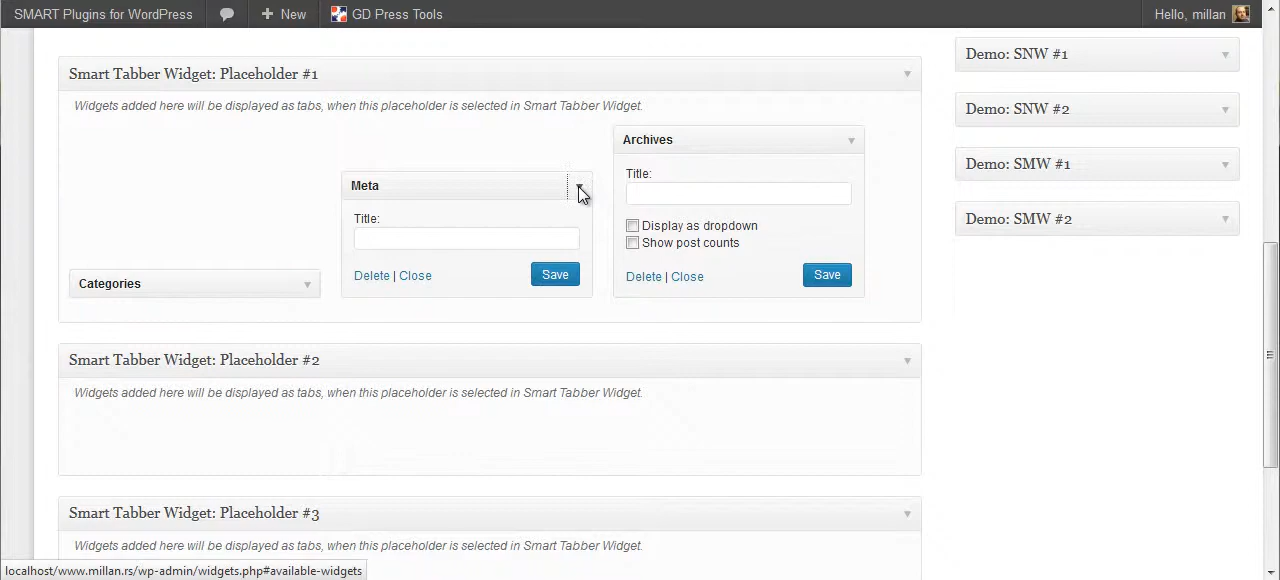 SMART Plugins for WordPress
New
GD Press Tools
Hello, millan
Smart Tabber Widget: Placeholder #1
Widgets added here will be displayed as tabs, when this placeholder is selected in Smart Tabber Widget.
Categories
Meta
Title:
Delete | Close
Save
Archives
Title:
Display as dropdown
Show post counts
Delete | Close
Save
Smart Tabber Widget: Placeholder #2
Widgets added here will be displayed as tabs, when this placeholder is selected in Smart Tabber Widget.
Smart Tabber Widget: Placeholder #3
Widgets added here will be displayed as tabs, when this placeholder is selected in Smart Tabber Widget.
Demo: SNW #1
Demo: SNW #2
Demo: SMW #1
Demo: SMW #2
localhost/www.millan.rs/wp-admin/widgets.php#available-widgets